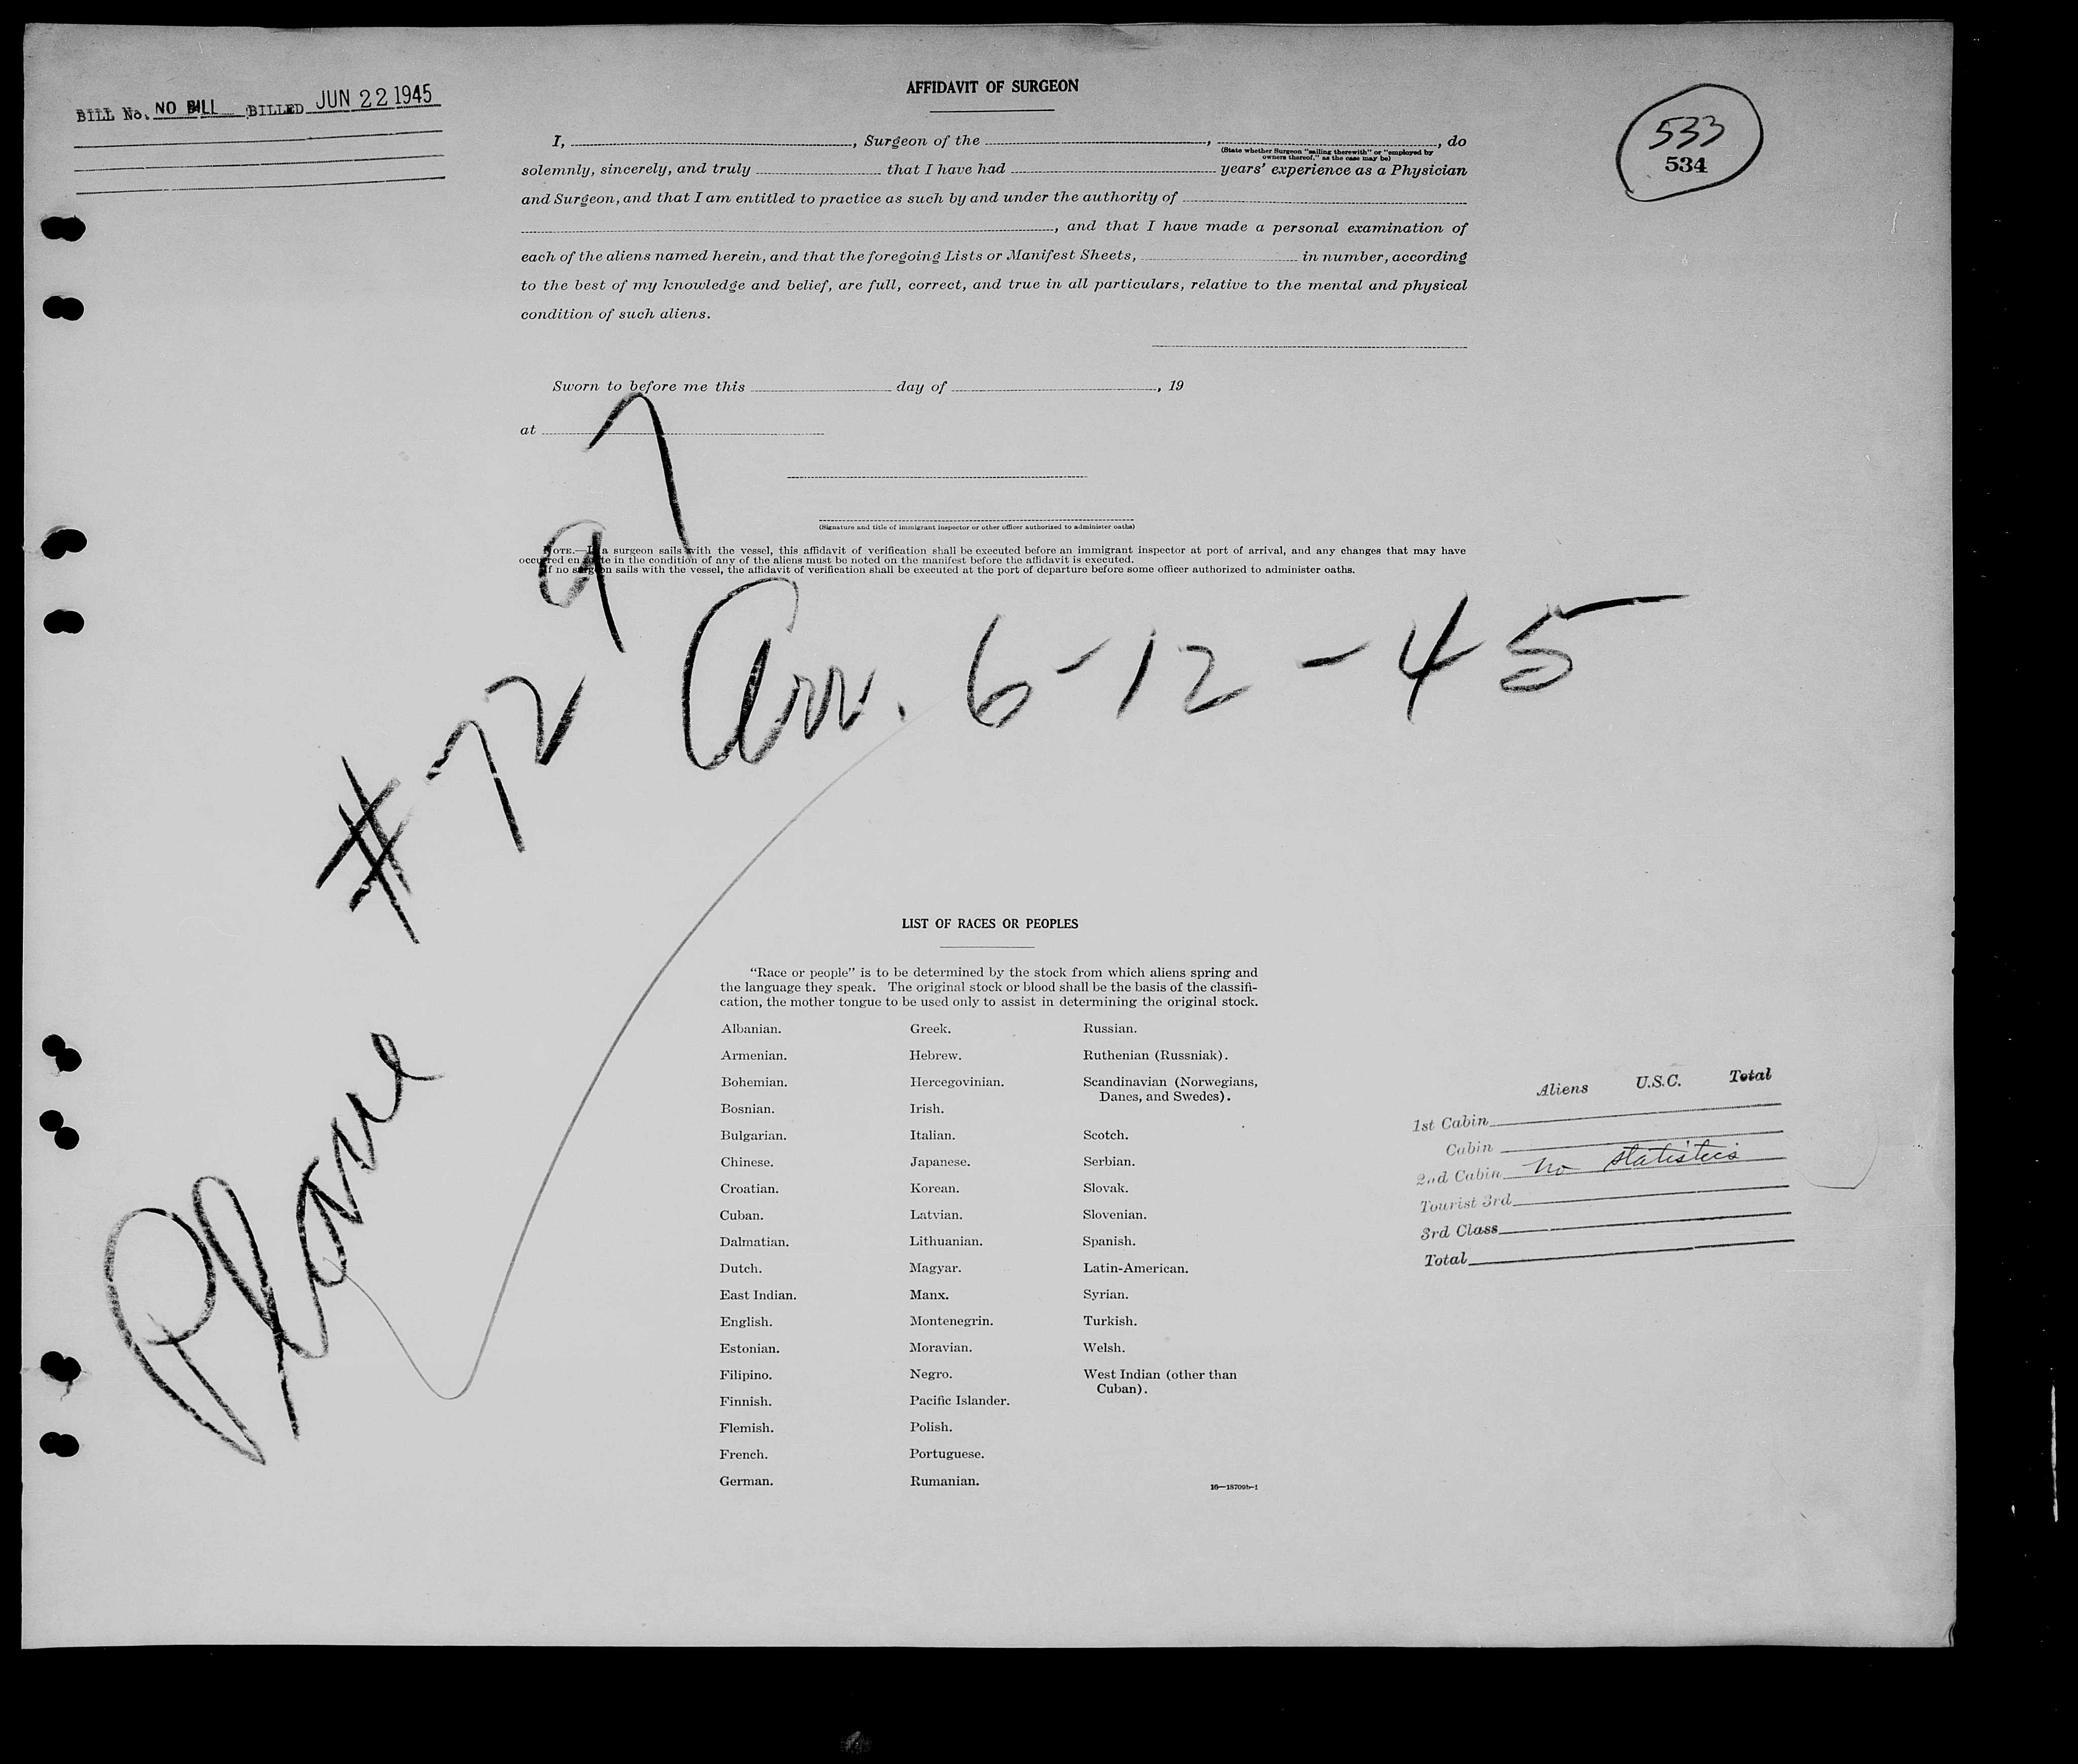 BILL No. NO BILL BILLED JUN 22 1945
AFFIDAVIT OF SURGEON
533
534
I, , Surgeon of the , , do
(State whether Surgeon "sailing therewith" or "employed by
owners thereof," as the case may be)
solemnly, sincerely, and truly that I have had years' experience as a Physician
and Surgeon, and that I am entitled to practice as such by and under the authority of
, and that I have made a personal examination of
each of the aliens named herein, and that the foregoing Lists or Manifest Sheets, in number, according
to the best of my knowledge and belief, are full, correct, and true in all particulars, relative to the mental and physical
condition of such aliens.
Sworn to before me this day of , 19
at
(Signature and title of immigrant inspector or other officer authorized to administer oaths)
NOTE.—If a surgeon sails with the vessel, this affidavit of verification shall be executed before an immigrant inspector at port of arrival, and any changes that may have
occurred en route in the condition of any of the aliens must be noted on the manifest before the affidavit is executed.
If no surgeon sails with the vessel, the affidavit of verification shall be executed at the port of departure before some officer authorized to administer oaths.
Plane #7297
Arr. 6-12-45
LIST OF RACES OR PEOPLES
"Race or people" is to be determined by the stock from which aliens spring and
the language they speak. The original stock or blood shall be the basis of the classifi-
cation, the mother tongue to be used only to assist in determining the original stock.
Albanian.
Armenian.
Bohemian.
Bosnian.
Bulgarian.
Chinese.
Croatian.
Cuban.
Dalmatian.
Dutch.
East Indian.
English.
Estonian.
Filipino.
Finnish.
Flemish.
French.
German.
Greek.
Hebrew.
Hercegovinian.
Irish.
Italian.
Japanese.
Korean.
Latvian.
Lithuanian.
Magyar.
Manx.
Montenegrin.
Moravian.
Negro.
Pacific Islander.
Polish.
Portuguese.
Rumanian.
Russian.
Ruthenian (Russniak).
Scandinavian (Norwegians,
Danes, and Swedes).
Scotch.
Serbian.
Slovak.
Slovenian.
Spanish.
Latin-American.
Syrian.
Turkish.
Welsh.
West Indian (other than
Cuban).
16—18709b-1
Aliens U.S.C. Total
1st Cabin
Cabin
2nd Cabin no statistics
Tourist 3rd
3rd Class
Total